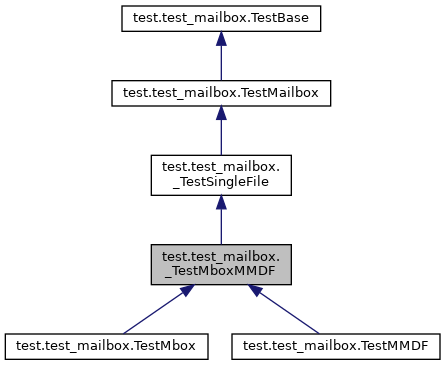 test.test_mailbox.TestBase
test.test_mailbox.TestMailbox
test.test_mailbox.
_TestSingleFile
test.test_mailbox.
_TestMboxMMDF
test.test_mailbox.TestMbox
test.test_mailbox.TestMMDF